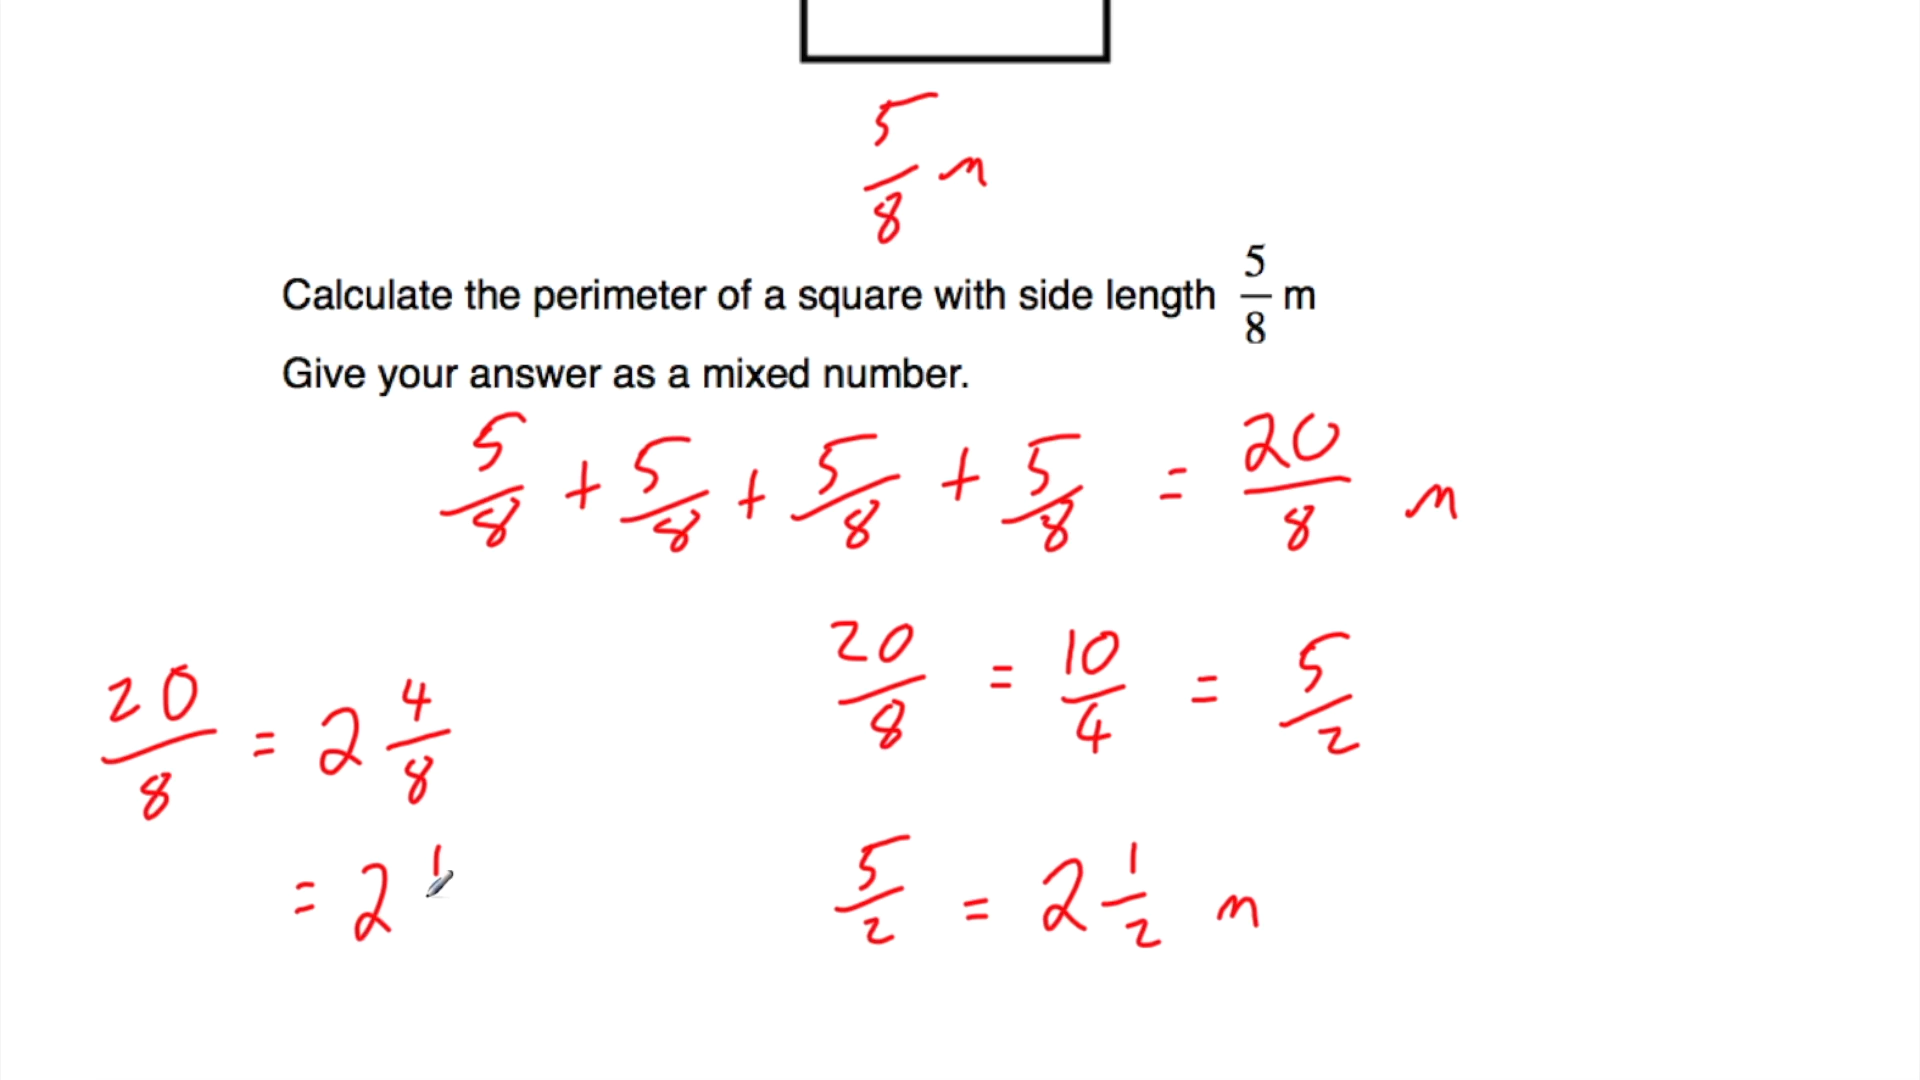 5/8 m
Calculate the perimeter of a square with side length 5/8 m
Give your answer as a mixed number.
5/8 + 5/8 + 5/8 + 5/8 = 20/8 m
20/8 = 10/4 = 5/2
20/8 = 2 4/8
= 2 1
5/2 = 2 1/2 m